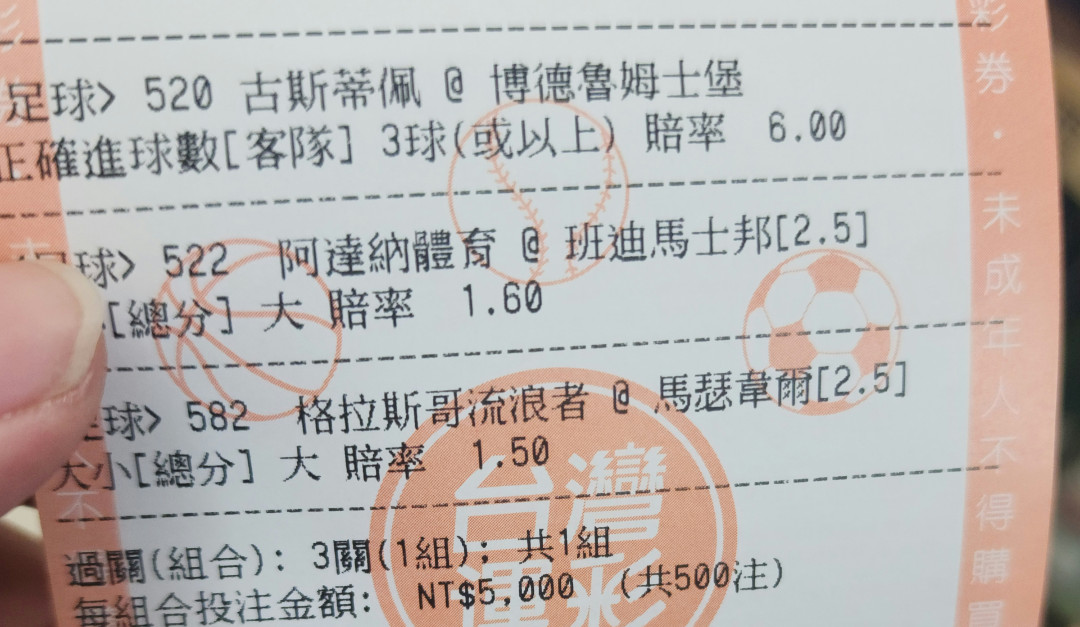 足球> 520 古斯蒂佩 @ 博德魯姆士堡
正確進球數[客隊] 3球(或以上) 賠率 6.00
球> 522 阿達納體育 @ 班迪馬士邦[2.5]
[總分] 大 賠率 1.60
球> 582 格拉斯哥流浪者 @ 馬瑟韋爾[2.5]
大小[總分] 大 賠率 1.50
過關(組合): 3關(1組); 共1組
每組合投注金額: NT$5,000 (共500注)
台灣
運彩
彩券・未成年人不得購買